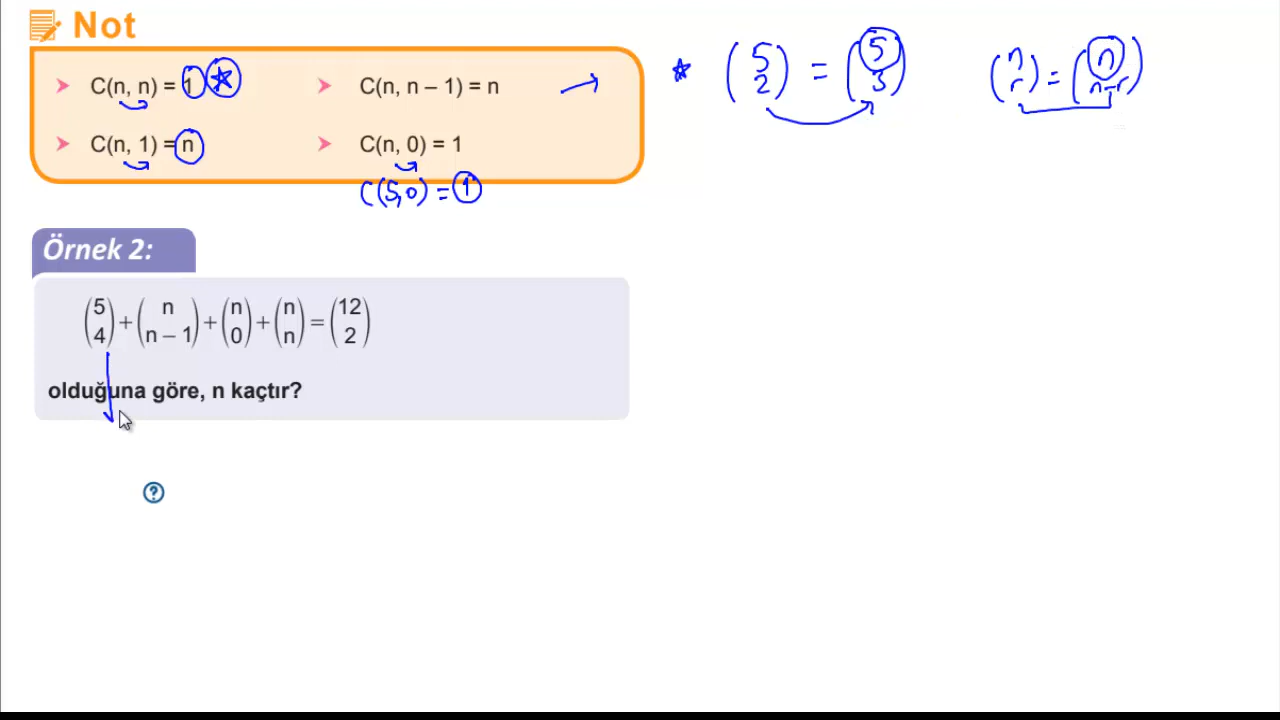 Not
C(n, n) = 1 ★
C(n, n – 1) = n
C(n, 1) = n
C(n, 0) = 1
C(5,0) = 1
★ (5 2) = (5 3)
(n r) = (n n-r)
Örnek 2:
(5 4) + (n n – 1) + (n 0) + (n n) = (12 2)
olduğuna göre, n kaçtır?
?